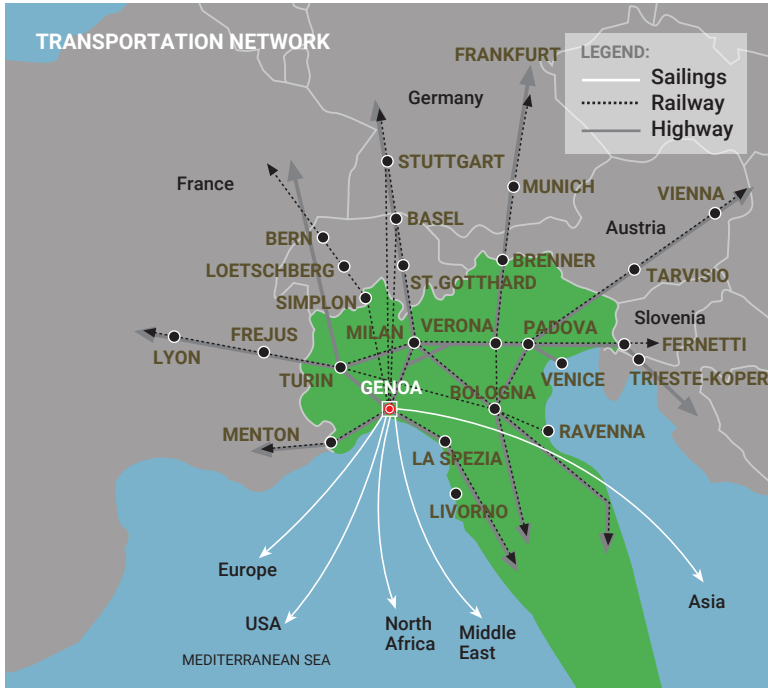 TRANSPORTATION NETWORK
FRANKFURT
LEGEND:
Sailings
Railway
Highway
Germany
STUTTGART
France
MUNICH
VIENNA
BASEL
Austria
BERN
BRENNER
LOETSCHBERG
ST.GOTTHARD
TARVISIO
SIMPLON
Slovenia
MILAN
VERONA
PADOVA
FREJUS
LYON
FERNETTI
TURIN
VENICE
TRIESTE-KOPER
GENOA
BOLOGNA
MENTON
RAVENNA
LA SPEZIA
LIVORNO
Europe
USA
North
Africa
Middle
East
Asia
MEDITERRANEAN SEA